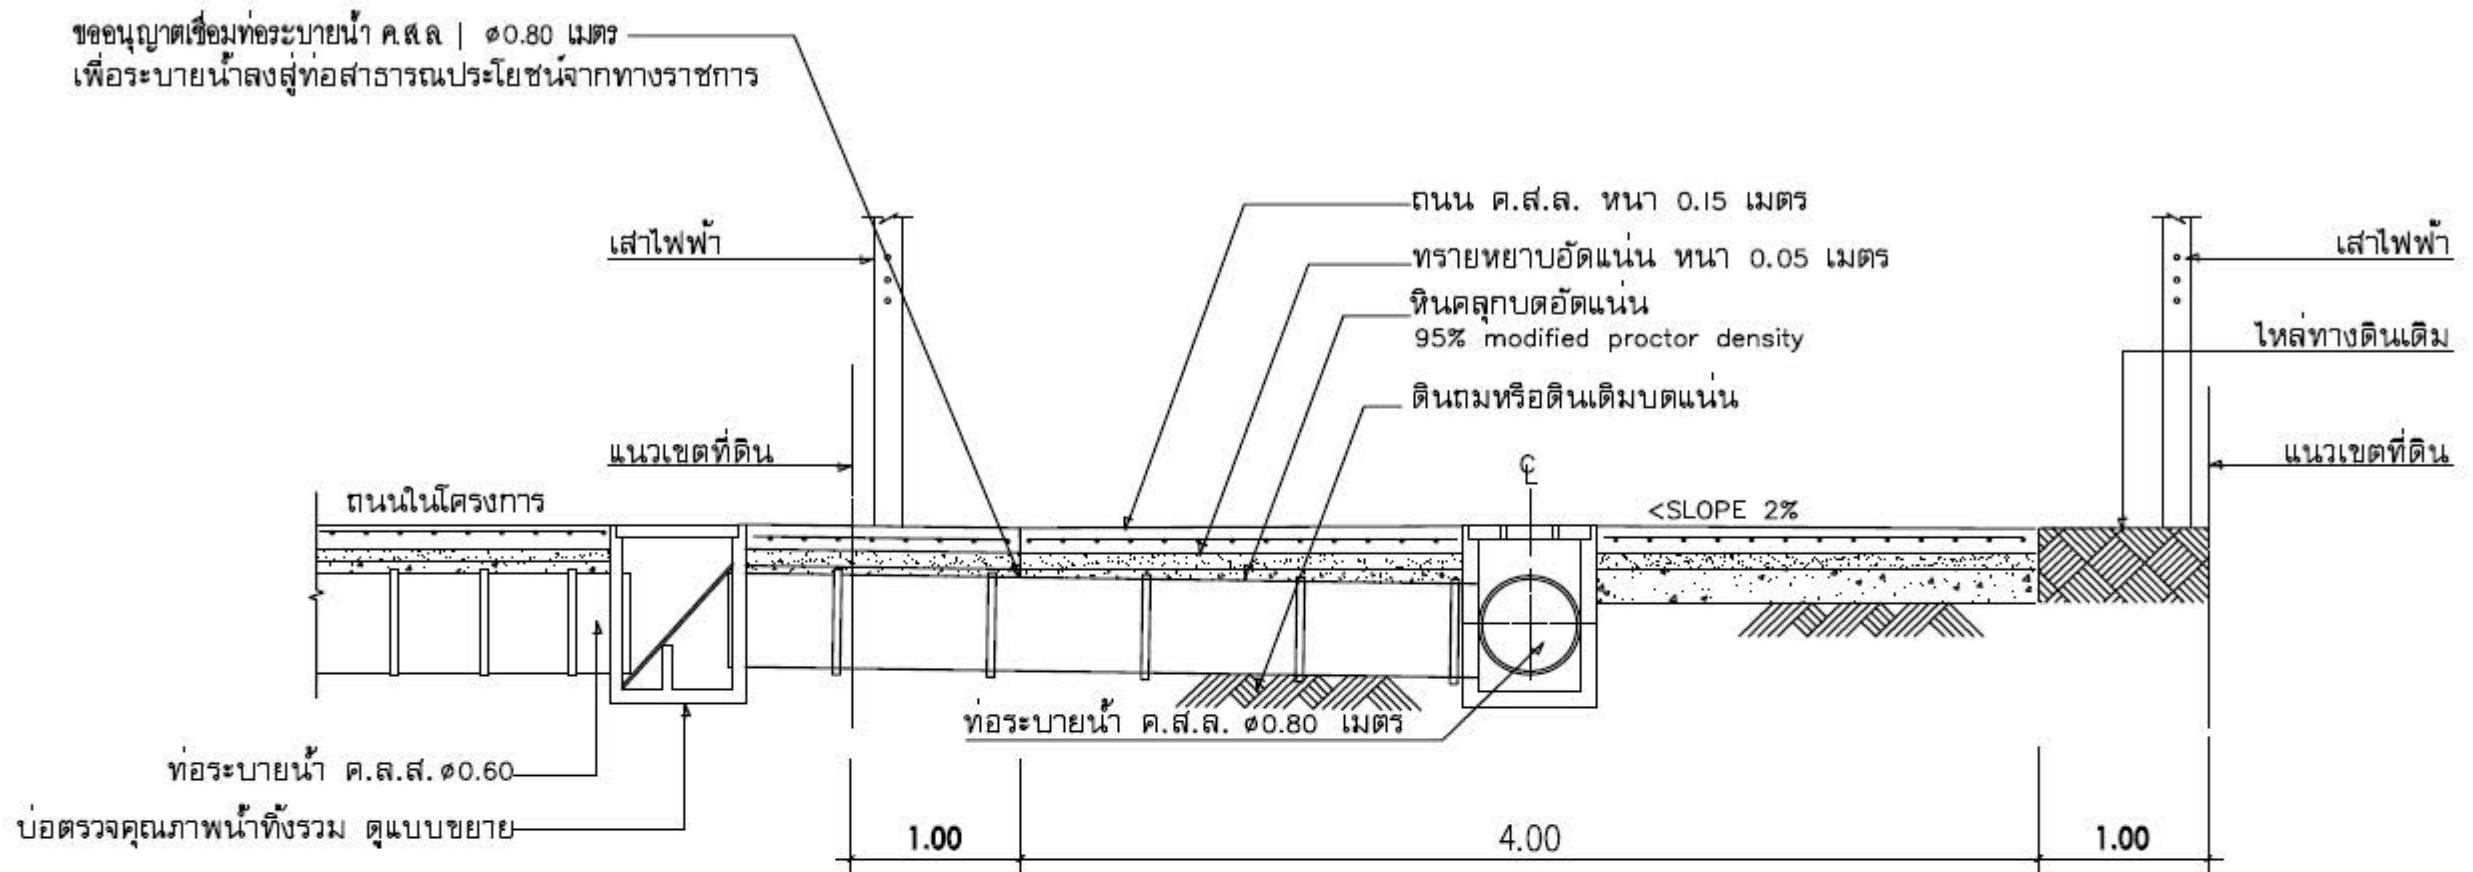 ขออนุญาตเชื่อมท่อระบายน้ำ ค.ส.ล | ø0.80 เมตร
เพื่อระบายน้ำลงสู่ท่อสาธารณประโยชน์จากทางราชการ
ถนน ค.ส.ล. หนา 0.15 เมตร
เสาไฟฟ้า
ทรายหยาบอัดแน่น หนา 0.05 เมตร
เสาไฟฟ้า
หินคลุกบดอัดแน่น
95% modified proctor density
ไหล่ทางดินเดิม
ดินถมหรือดินเดิมบดแน่น
แนวเขตที่ดิน
แนวเขตที่ดิน
ถนนในโครงการ
<SLOPE 2%
ท่อระบายน้ำ ค.ส.ล. ø0.80 เมตร
ท่อระบายน้ำ ค.ล.ส. ø0.60
บ่อตรวจคุณภาพน้ำทิ้งรวม ดูแบบขยาย
1.00
4.00
1.00